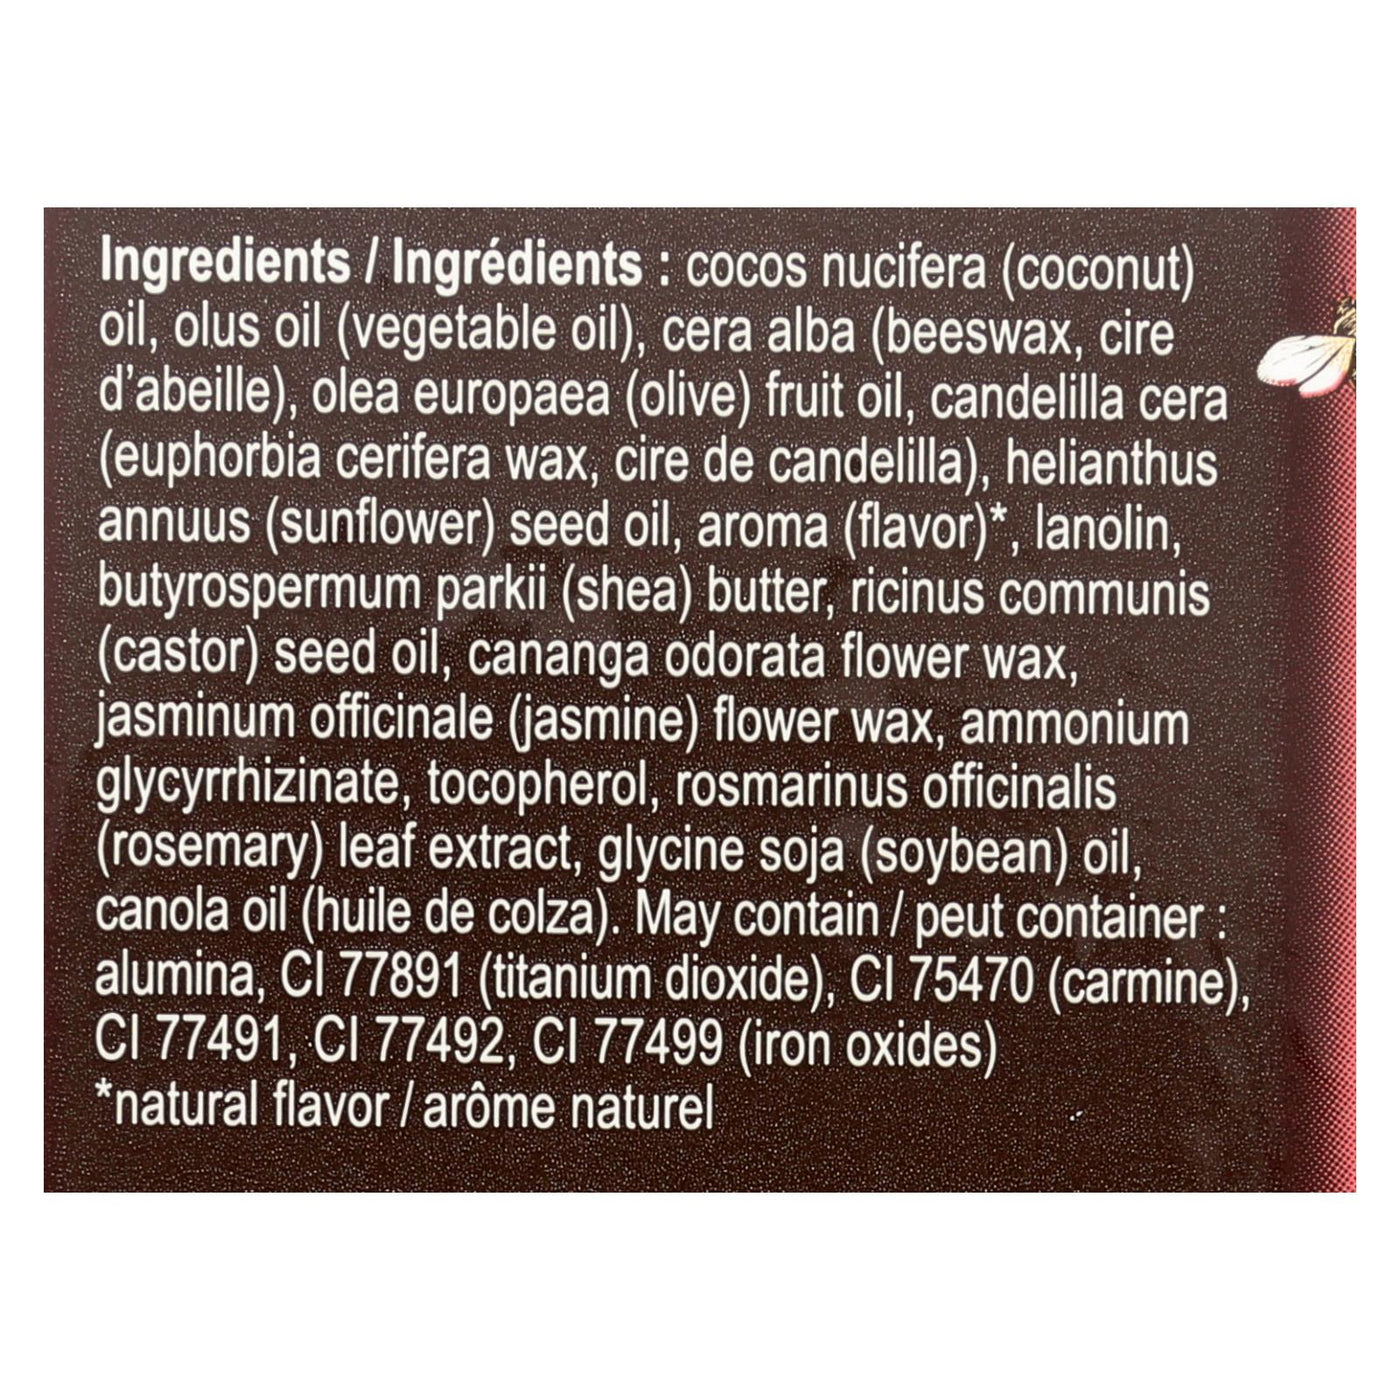 Ingredients / Ingrédients : cocos nucifera (coconut)
oil, olus oil (vegetable oil), cera alba (beeswax, cire
d’abeille), olea europaea (olive) fruit oil, candelilla cera
(euphorbia cerifera wax, cire de candelilla), helianthus
annuus (sunflower) seed oil, aroma (flavor)*, lanolin,
butyrospermum parkii (shea) butter, ricinus communis
(castor) seed oil, cananga odorata flower wax,
jasminum officinale (jasmine) flower wax, ammonium
glycyrrhizinate, tocopherol, rosmarinus officinalis
(rosemary) leaf extract, glycine soja (soybean) oil,
canola oil (huile de colza). May contain / peut container :
alumina, CI 77891 (titanium dioxide), CI 75470 (carmine),
CI 77491, CI 77492, CI 77499 (iron oxides)
*natural flavor / arôme naturel